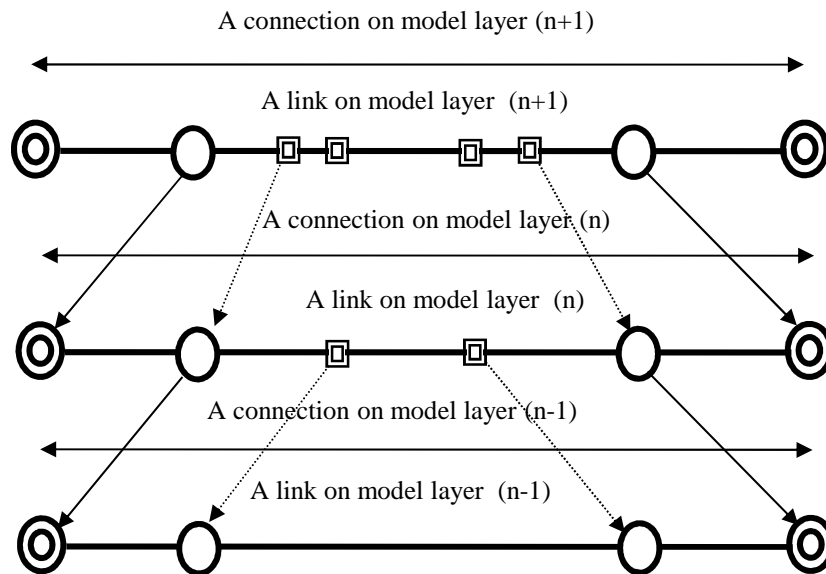 A connection on model layer (n+1)
A link on model layer (n+1)
A connection on model layer (n)
A link on model layer (n)
A connection on model layer (n-1)
A link on model layer (n-1)